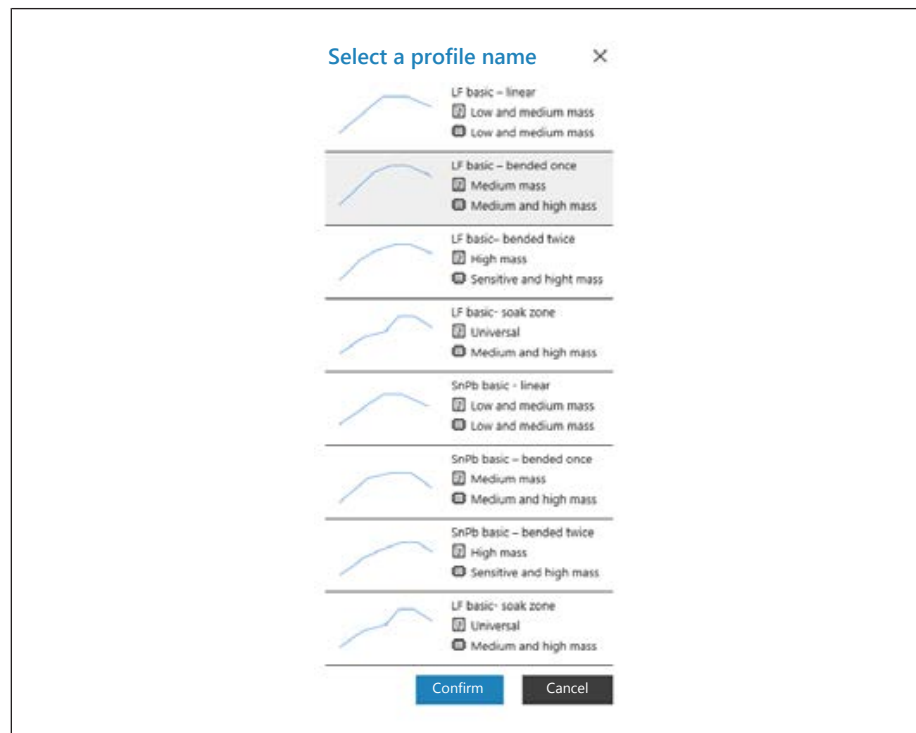 Select a profile name
LF basic – linear
Low and medium mass
Low and medium mass
LF basic – bended once
Medium mass
Medium and high mass
LF basic– bended twice
High mass
Sensitive and hight mass
LF basic- soak zone
Universal
Medium and high mass
SnPb basic - linear
Low and medium mass
Low and medium mass
SnPb basic – bended once
Medium mass
Medium and high mass
SnPb basic – bended twice
High mass
Sensitive and high mass
LF basic- soak zone
Universal
Medium and high mass
Confirm Cancel